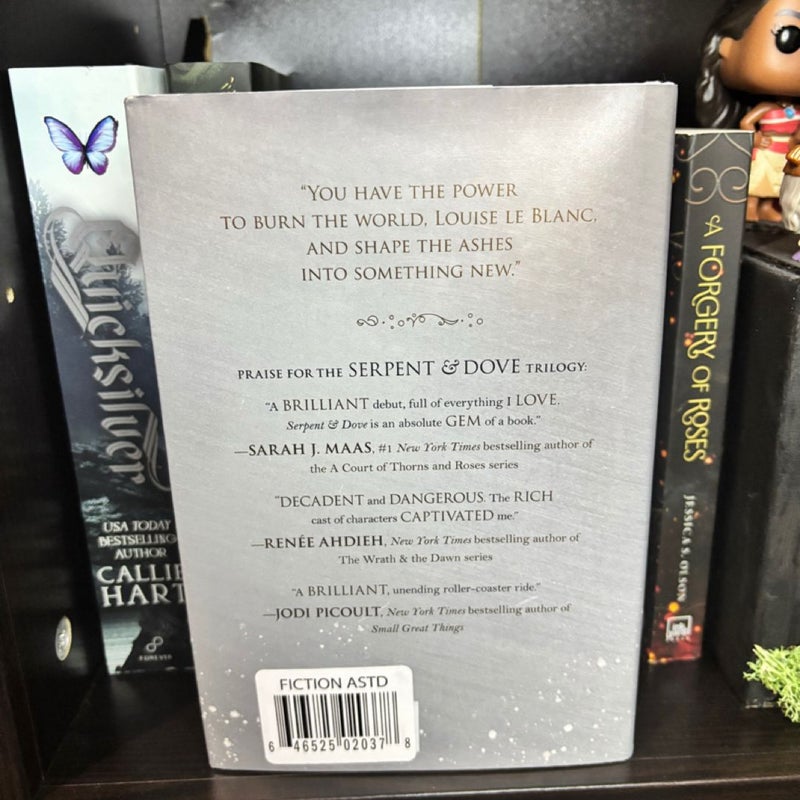 “YOU HAVE THE POWER
TO BURN THE WORLD, LOUISE LE BLANC,
AND SHAPE THE ASHES
INTO SOMETHING NEW.”
PRAISE FOR THE SERPENT & DOVE TRILOGY:
“A BRILLIANT debut, full of everything I LOVE.
Serpent & Dove is an absolute GEM of a book.”
—SARAH J. MAAS, #1 New York Times bestselling author of
the A Court of Thorns and Roses series
“DECADENT and DANGEROUS. The RICH
cast of characters CAPTIVATED me.”
—RENÉE AHDIEH, New York Times bestselling author of
The Wrath & the Dawn series
“A BRILLIANT, unending roller-coaster ride.”
—JODI PICOULT, New York Times bestselling author of
Small Great Things
FICTION ASTD
6 46525 02037 8
Quicksilver
USA TODAY
BESTSELLING
AUTHOR
CALLIE
HART
FOREVER
A FORGERY OF ROSES
JESSICA S. OLSON